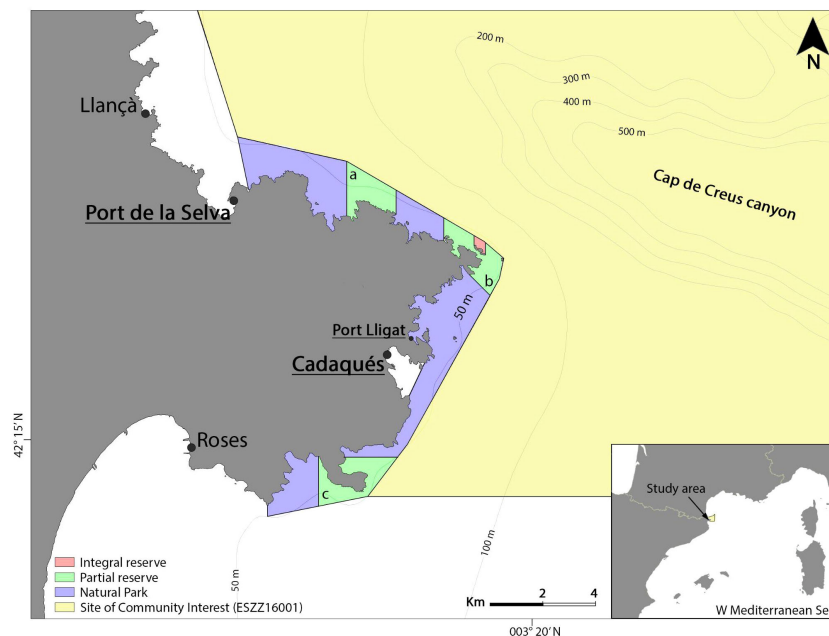 200 m
N
300 m
Llançà
400 m
500 m
a
Cap de Creus canyon
Port de la Selva
b
50 m
Port Lligat
Cadaqués
42° 15'N
Roses
Study area
c
100 m
50 m
Integral reserve
Partial reserve
Natural Park
Site of Community Interest (ESZZ16001)
Km 2 4
W Mediterranean Se
003° 20' N